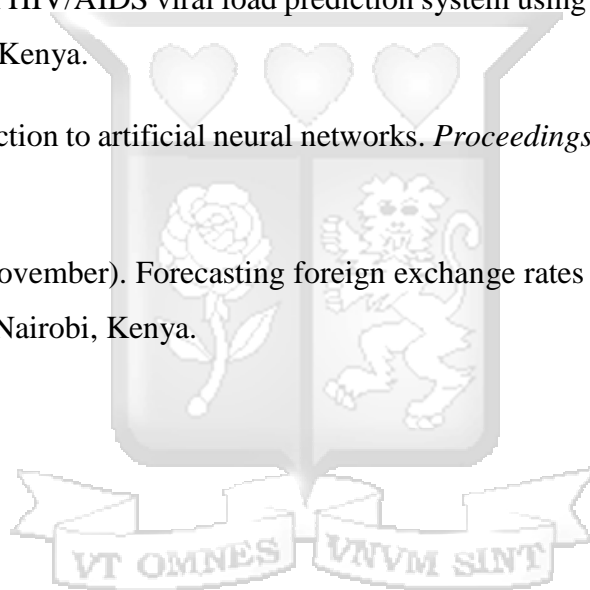 HIV/AIDS viral load prediction system using
Kenya.
ction to artificial neural networks. Proceedings
ovember). Forecasting foreign exchange rates
Nairobi, Kenya.
VT OMNES VNVM SINT